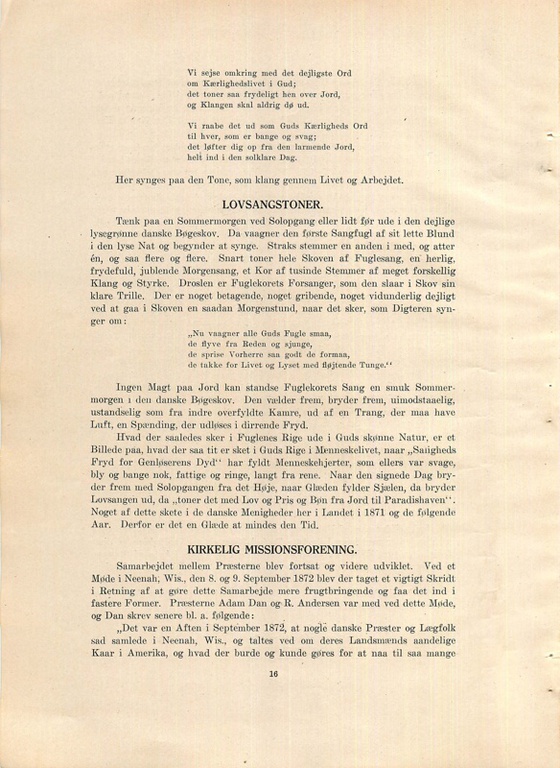 Vi sejse omkring med det dejligste Ord
om Kærlighedslivet i Gud;
det toner saa frydeligt hen over Jord,
og Klangen skal aldrig dø ud.
Vi raabe det ud som Guds Kærligheds Ord
til hver, som er bange og svag;
det løfter dig op fra den larmende Jord,
helt ind i den solklare Dag.
Her synges paa den Tone, som klang gennem Livet og Arbejdet.
LOVSANGSTONER.
Tænk paa en Sommermorgen ved Solopgang eller lidt før ude i den dejlige
lysegrønne danske Bøgeskov. Da vaagner den første Sangfugl af sit lette Blund
i den lyse Nat og begynder at synge. Straks stemmer en anden i med, og atter
én, og saa flere og flere. Snart toner hele Skoven af Fuglesang, en herlig,
frydefuld, jublende Morgensang, et Kor af tusinde Stemmer af meget forskellig
Klang og Styrke. Droslen er Fuglekorets Forsanger, som den slaar i Skov sin
klare Trille. Der er noget betagende, noget gribende, noget vidunderlig dejligt
ved at gaa i Skoven en saadan Morgenstund, naar det sker, som Digteren syn-
ger om:
„Nu vaagner alle Guds Fugle smaa,
de flyve fra Reden og sjunge,
de sprise Vorherre saa godt de formaa,
de takke for Livet og Lyset med fløjtende Tunge.“
Ingen Magt paa Jord kan standse Fuglekorets Sang en smuk Sommer-
morgen i den danske Bøgeskov. Den vælder frem, bryder frem, uimodstaaelig,
ustandselig som fra indre overfyldte Kamre, ud af en Trang, der maa have
Luft, en Spænding, der udløses i dirrende Fryd.
Hvad der saaledes sker i Fuglenes Rige ude i Guds skønne Natur, er et
Billede paa, hvad der saa tit er sket i Guds Rige i Menneskelivet, naar „Saligheds
Fryd for Genløserens Dyd“ har fyldt Menneskehjerter, som ellers var svage,
bly og bange nok, fattige og ringe, langt fra rene. Naar den signede Dag bry-
der frem med Solopgangen fra det Høje, naar Glæden fylder Sjælen, da bryder
Lovsangen ud, da „toner det med Lov og Pris og Bøn fra Jord til Paradishaven“.
Noget af dette skete i de danske Menigheder her i Landet i 1871 og de følgende
Aar. Derfor er det en Glæde at mindes den Tid.
KIRKELIG MISSIONSFORENING.
Samarbejdet mellem Præsterne blev fortsat og videre udviklet. Ved et
Møde i Neenah, Wis., den 8. og 9. September 1872 blev der taget et vigtigt Skridt
i Retning af at gøre dette Samarbejde mere frugtbringende og faa det ind i
fastere Former. Præsterne Adam Dan og R. Andersen var med ved dette Møde,
og Dan skrev senere bl. a. følgende:
„Det var en Aften i September 1872, at nogle danske Præster og Lægfolk
sad samlede i Neenah, Wis., og taltes ved om deres Landsmænds aandelige
Kaar i Amerika, og hvad der burde og kunde gøres for at naa til saa mange
16